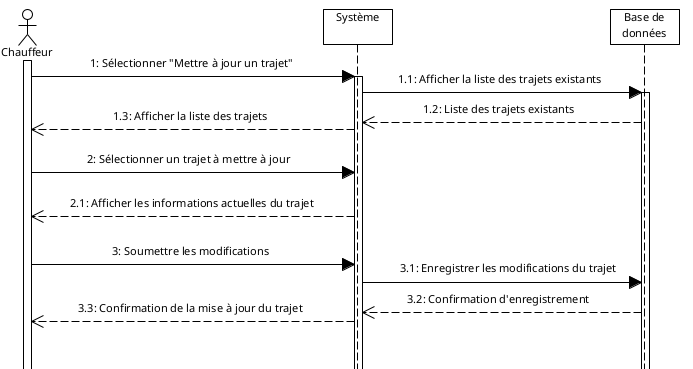 Chauffeur
Système
Base de
données
1: Sélectionner "Mettre à jour un trajet"
1.1: Afficher la liste des trajets existants
1.2: Liste des trajets existants
1.3: Afficher la liste des trajets
2: Sélectionner un trajet à mettre à jour
2.1: Afficher les informations actuelles du trajet
3: Soumettre les modifications
3.1: Enregistrer les modifications du trajet
3.2: Confirmation d'enregistrement
3.3: Confirmation de la mise à jour du trajet